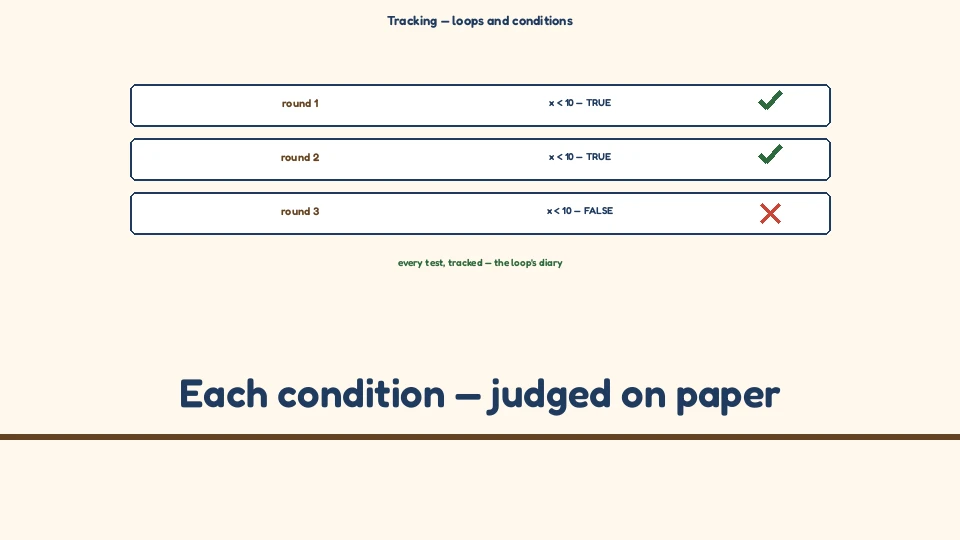 Tracking — loops and conditions
round 1 x < 10 — TRUE
round 2 x < 10 — TRUE
round 3 x < 10 — FALSE
every test, tracked — the loop's diary
Each condition — judged on paper